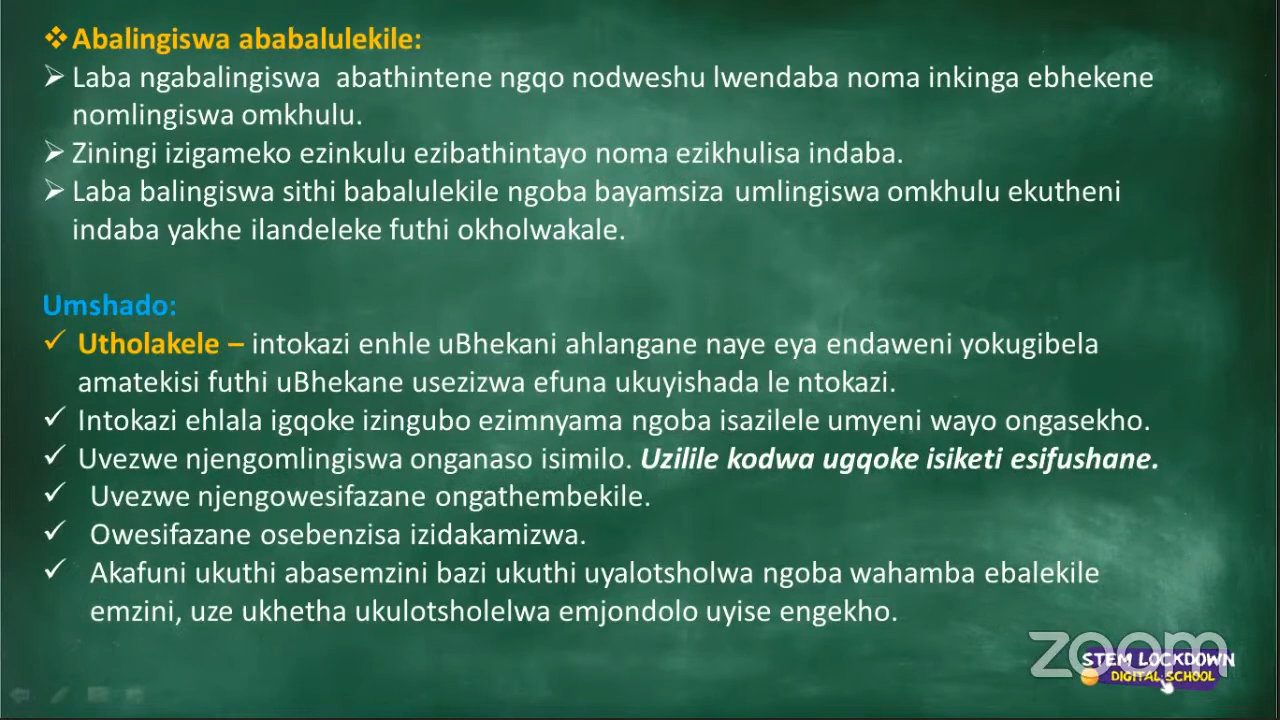 ❖Abalingiswa ababalulekile:
➢ Laba ngabalingiswa abathintene ngqo nodweshu lwendaba noma inkinga ebhekene
nomlingiswa omkhulu.
➢ Ziningi izigameko ezinkulu ezibathintayo noma ezikhulisa indaba.
➢ Laba balingiswa sithi babalulekile ngoba bayamsiza umlingiswa omkhulu ekutheni
indaba yakhe ilandeleke futhi okholwakale.
Umshado:
✓ Utholakele – intokazi enhle uBhekani ahlangane naye eya endaweni yokugibela
amatekisi futhi uBhekane usezizwa efuna ukuyishada le ntokazi.
✓ Intokazi ehlala igqoke izingubo ezimnyama ngoba isazilele umyeni wayo ongasekho.
✓ Uvezwe njengomlingiswa onganaso isimilo. Uzilile kodwa ugqoke isiketi esifushane.
✓ Uvezwe njengowesifazane ongathembekile.
✓ Owesifazane osebenzisa izidakamizwa.
✓ Akafuni ukuthi abasemzini bazi ukuthi uyalotsholwa ngoba wahamba ebalekile
emzini, uze ukhetha ukulotsholelwa emjondolo uyise engekho.
zoom
STEM LOCKDOWN
DIGITAL SCHOOL